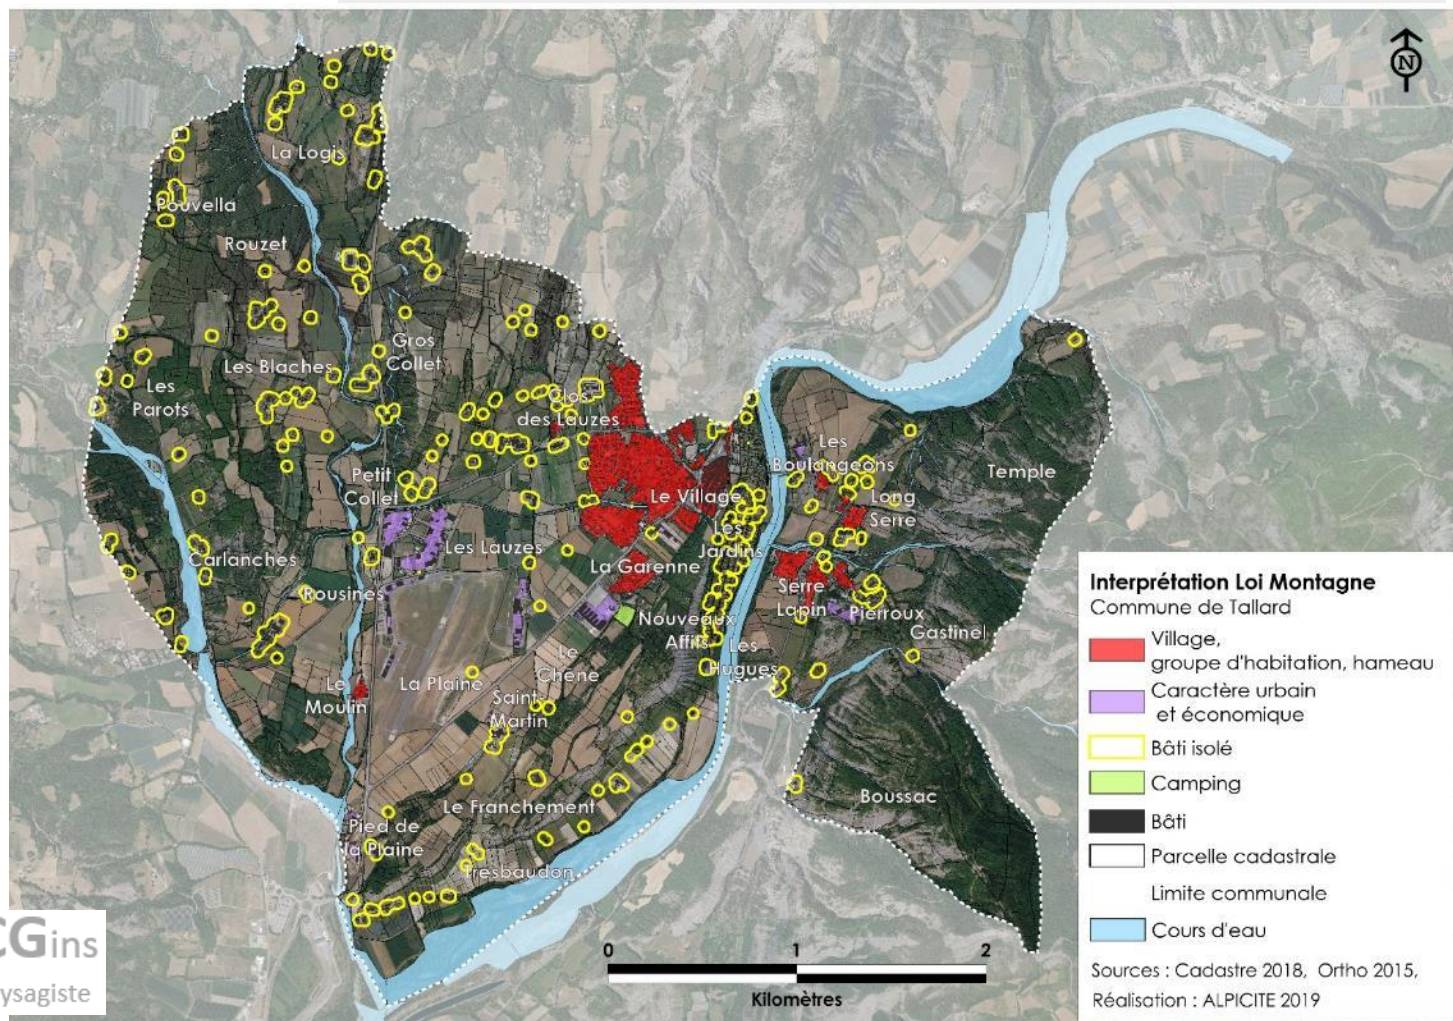 N
La Logis
Pouvella
Rouzet
Gros
Collet
Les Blaches
Les
Parots
Clos
des Lauzes
Les
Boulangeons
Temple
Petit
Collet
Le Village
Long
Serre
Les
Jardins
Les Lauzes
Carlanches
La Garenne
Rousines
Serre
Lapin
Pierroux
Nouveaux
Affits
Gastinel
Le
Chêne
Les
Hugues
Le
Moulin
La Plaine
Saint
Martin
Boussac
Le Franchement
Pied de
la Plaine
Tresbaudon
CGins
ysagiste
0 1 2
Kilomètres
Interprétation Loi Montagne
Commune de Tallard
Village,
groupe d'habitation, hameau
Caractère urbain
et économique
Bâti isolé
Camping
Bâti
Parcelle cadastrale
Limite communale
Cours d'eau
Sources : Cadastre 2018, Ortho 2015,
Réalisation : ALPICITE 2019